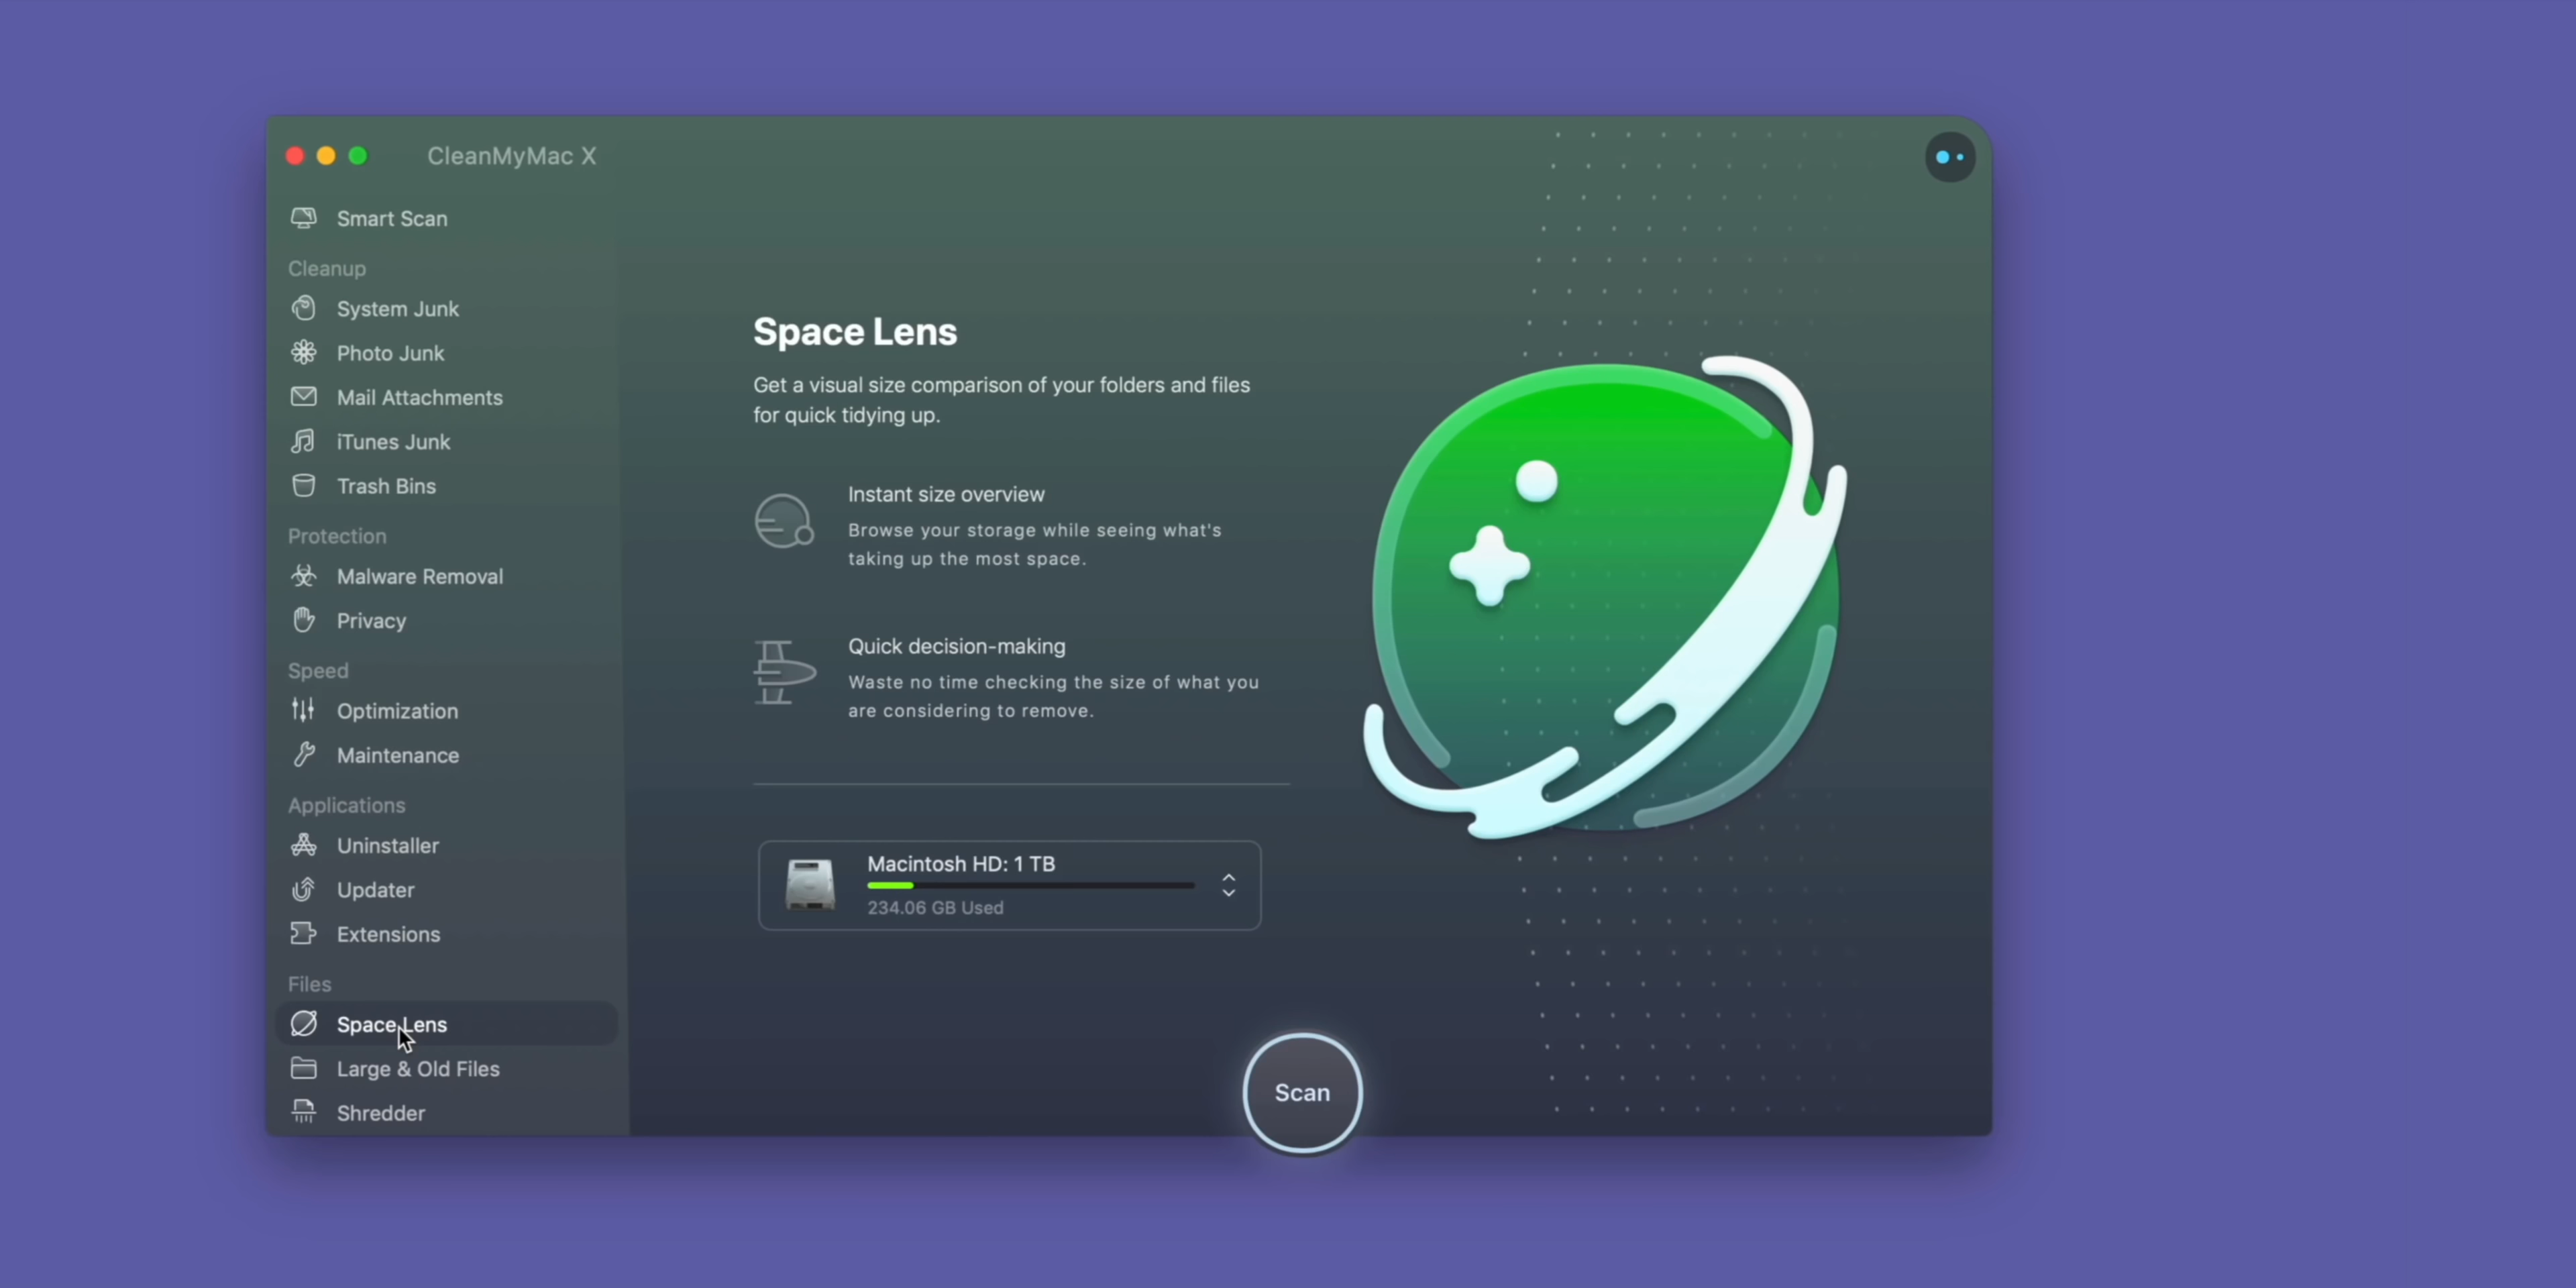 CleanMyMac X
Smart Scan
Cleanup
System Junk
Photo Junk
Mail Attachments
iTunes Junk
Trash Bins
Protection
Malware Removal
Privacy
Speed
Optimization
Maintenance
Applications
Uninstaller
Updater
Extensions
Files
Space Lens
Large & Old Files
Shredder
Space Lens
Get a visual size comparison of your folders and files
for quick tidying up.
Instant size overview
Browse your storage while seeing what's
taking up the most space.
Quick decision-making
Waste no time checking the size of what you
are considering to remove.
Macintosh HD: 1 TB
234.06 GB Used
Scan